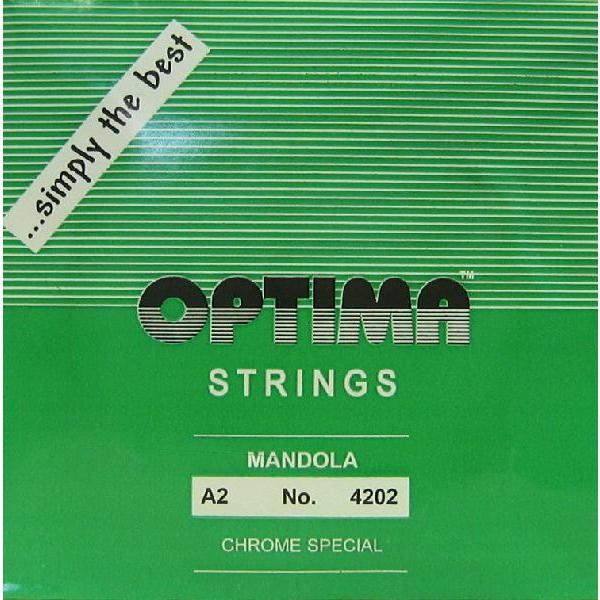 ...simply the best
OPTIMA™
STRINGS
MANDOLA
A2 No. 4202
CHROME SPECIAL